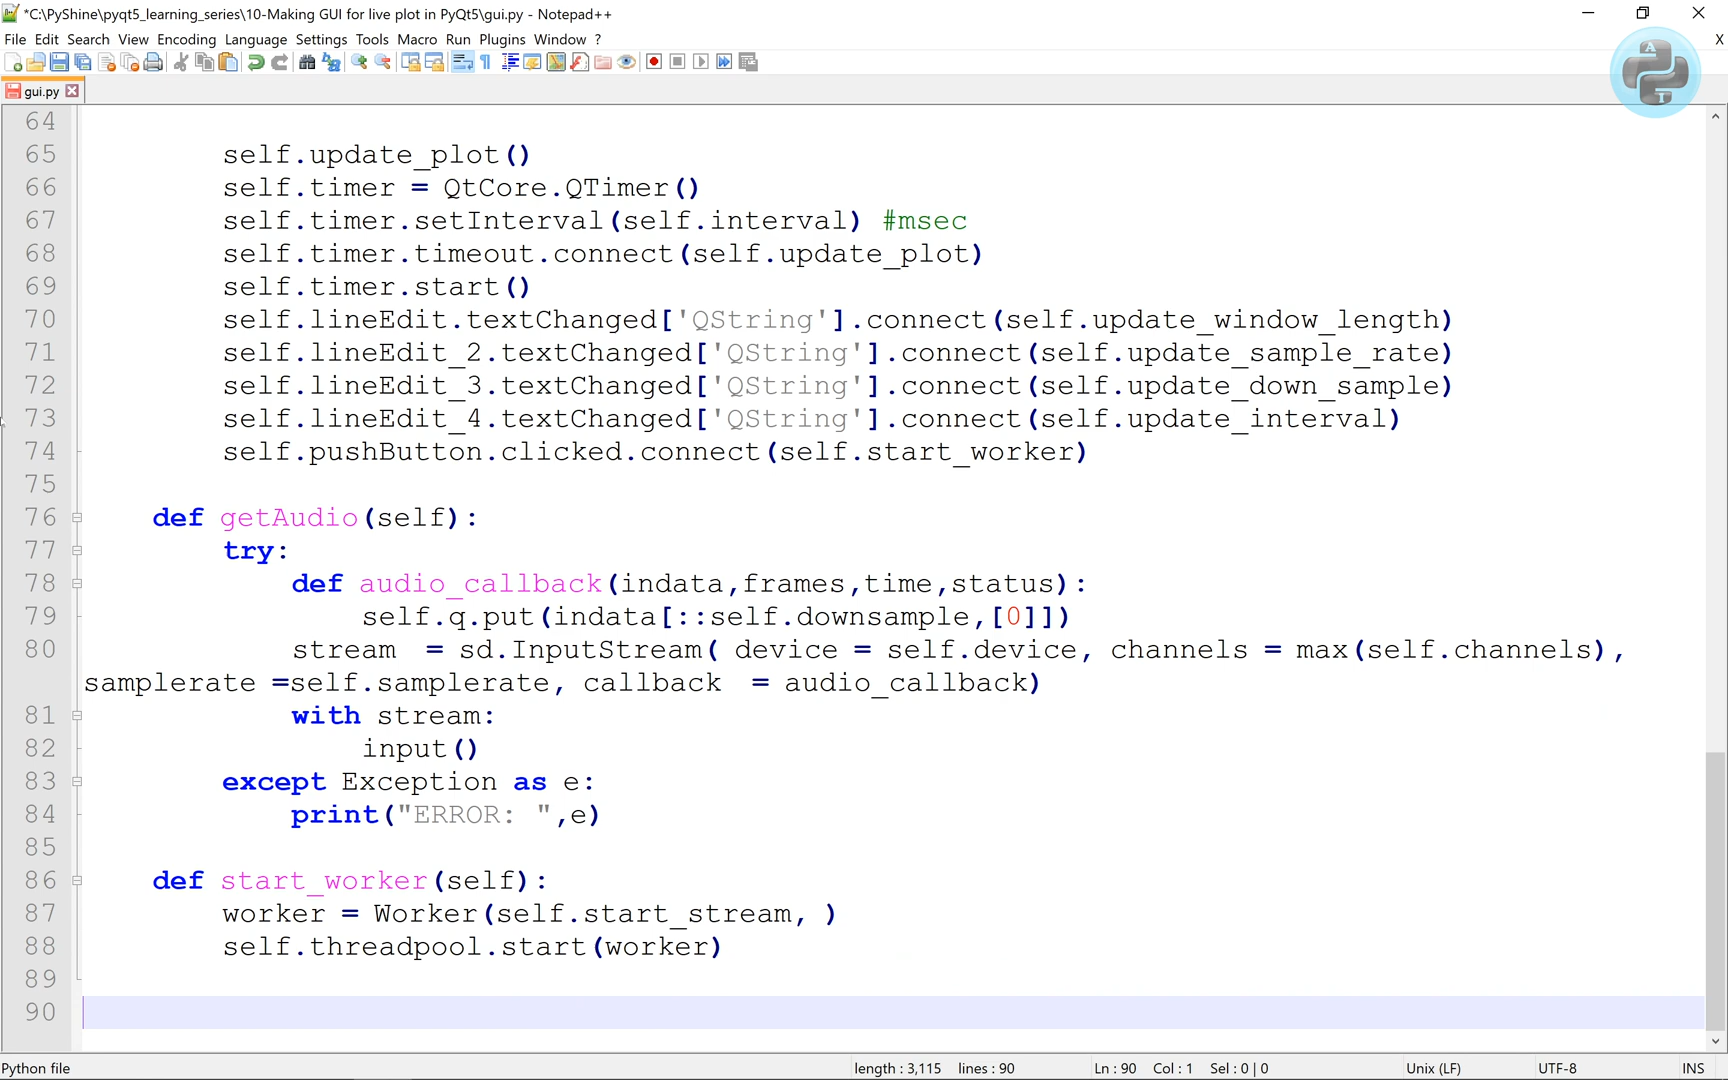 *C:\PyShine\pyqt5_learning_series\10-Making GUI for live plot in PyQt5\gui.py - Notepad++
File Edit Search View Encoding Language Settings Tools Macro Run Plugins Window ? X
gui.py
A
T
64
65 self.update_plot()
66 self.timer = QtCore.QTimer()
67 self.timer.setInterval(self.interval) #msec
68 self.timer.timeout.connect(self.update_plot)
69 self.timer.start()
70 self.lineEdit.textChanged['QString'].connect(self.update_window_length)
71 self.lineEdit_2.textChanged['QString'].connect(self.update_sample_rate)
72 self.lineEdit_3.textChanged['QString'].connect(self.update_down_sample)
73 self.lineEdit_4.textChanged['QString'].connect(self.update_interval)
74 self.pushButton.clicked.connect(self.start_worker)
75
76 def getAudio(self):
77 try:
78 def audio_callback(indata,frames,time,status):
79 self.q.put(indata[::self.downsample,[0]])
80 stream  = sd.InputStream( device = self.device, channels = max(self.channels),
samplerate =self.samplerate, callback  = audio_callback)
81 with stream:
82 input()
83 except Exception as e:
84 print("ERROR: ",e)
85
86 def start_worker(self):
87 worker = Worker(self.start_stream, )
88 self.threadpool.start(worker)
89
90
Python file length : 3,115 lines : 90 Ln : 90 Col : 1 Sel : 0 | 0 Unix (LF) UTF-8 INS